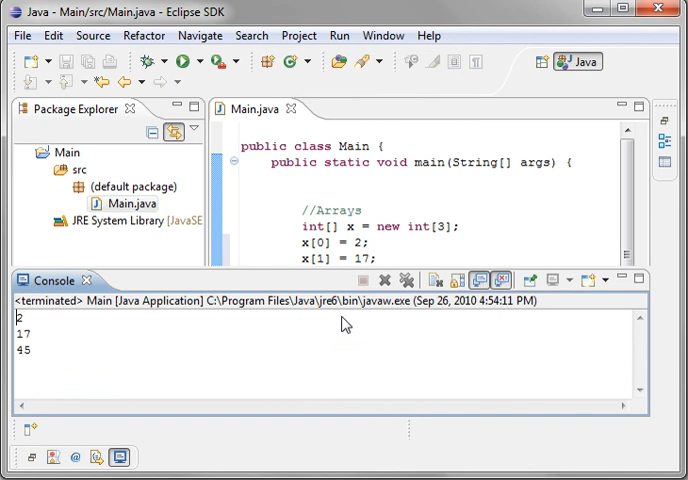 Java - Main/src/Main.java - Eclipse SDK
File Edit Source Refactor Navigate Search Project Run Window Help
Java
Package Explorer
Main.java
Main
src
(default package)
Main.java
JRE System Library [JavaSE
public class Main {
public static void main(String[] args) {
//Arrays
int[] x = new int[3];
x[0] = 2;
x[1] = 17;
Console
<terminated> Main [Java Application] C:\Program Files\Java\jre6\bin\javaw.exe (Sep 26, 2010 4:54:11 PM)
2
17
45